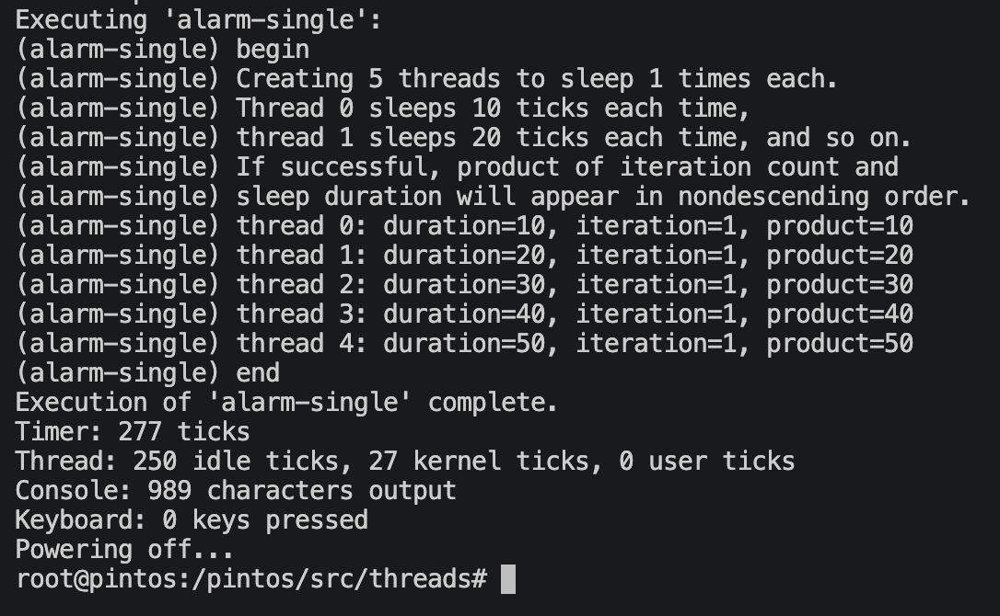 Executing 'alarm-single':
(alarm-single) begin
(alarm-single) Creating 5 threads to sleep 1 times each.
(alarm-single) Thread 0 sleeps 10 ticks each time,
(alarm-single) thread 1 sleeps 20 ticks each time, and so on.
(alarm-single) If successful, product of iteration count and
(alarm-single) sleep duration will appear in nondescending order.
(alarm-single) thread 0: duration=10, iteration=1, product=10
(alarm-single) thread 1: duration=20, iteration=1, product=20
(alarm-single) thread 2: duration=30, iteration=1, product=30
(alarm-single) thread 3: duration=40, iteration=1, product=40
(alarm-single) thread 4: duration=50, iteration=1, product=50
(alarm-single) end
Execution of 'alarm-single' complete.
Timer: 277 ticks
Thread: 250 idle ticks, 27 kernel ticks, 0 user ticks
Console: 989 characters output
Keyboard: 0 keys pressed
Powering off...
root@pintos:/pintos/src/threads#